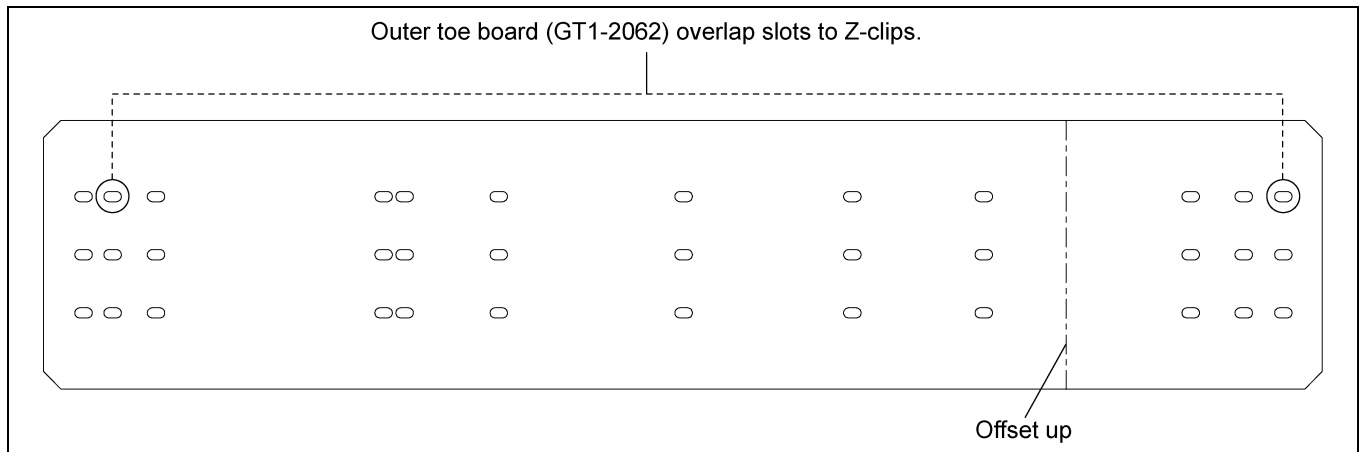 Outer toe board (GT1-2062) overlap slots to Z-clips.
Offset up